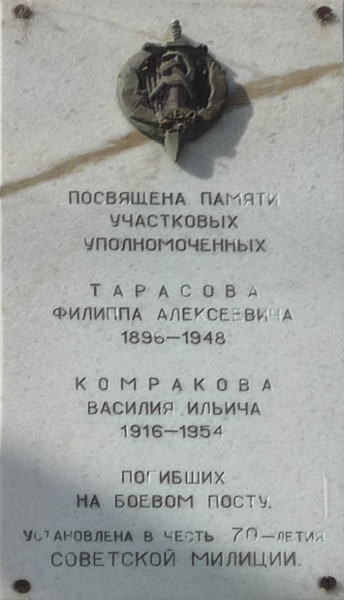 ПОСВЯЩЕНА ПАМЯТИ
УЧАСТКОВЫХ
УПОЛНОМОЧЕННЫХ
ТАРАСОВА
ФИЛИППА АЛЕКСЕЕВИЧА
1896—1948
КОМРАКОВА
ВАСИЛИЯ ИЛЬИЧА
1916—1954
ПОГИБШИХ
НА БОЕВОМ ПОСТУ.
УСТАНОВЛЕНА В ЧЕСТЬ 70-ЛЕТИЯ
СОВЕТСКОЙ МИЛИЦИИ.